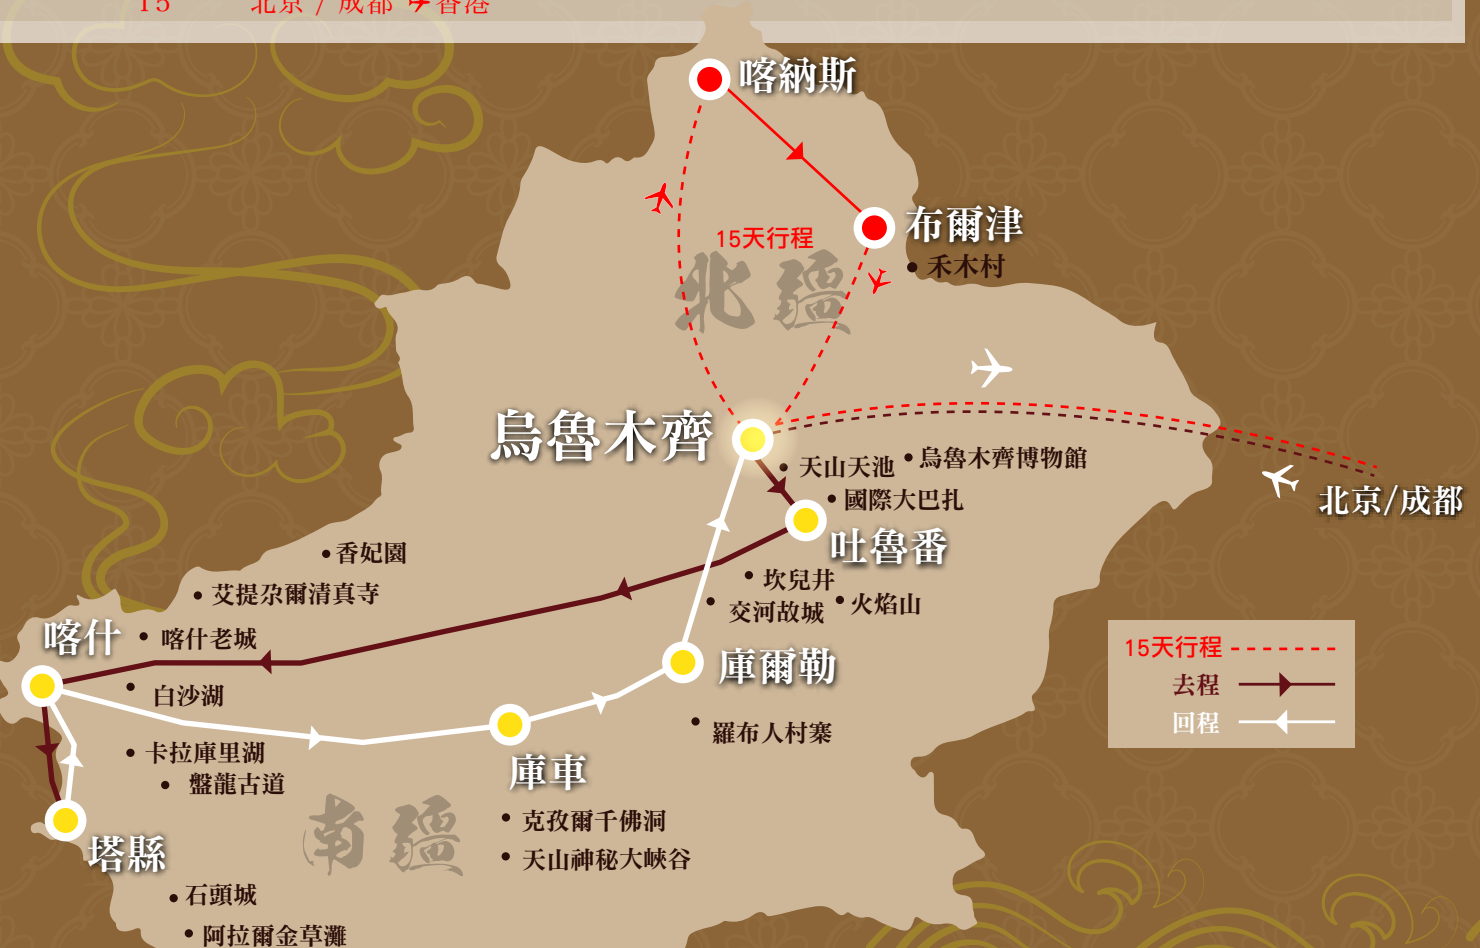 15 北京 / 成都 香港
喀納斯
布爾津
15天行程
禾木村
北疆
烏魯木齊
天山天池
烏魯木齊博物館
國際大巴扎
北京/成都
吐魯番
香妃園
坎兒井
艾提尕爾清真寺
交河故城
火焰山
喀什
喀什老城
庫爾勒
15天行程
去程
回程
白沙湖
羅布人村寨
卡拉庫里湖
盤龍古道
庫車
南疆
克孜爾千佛洞
塔縣
天山神秘大峽谷
石頭城
阿拉爾金草灘